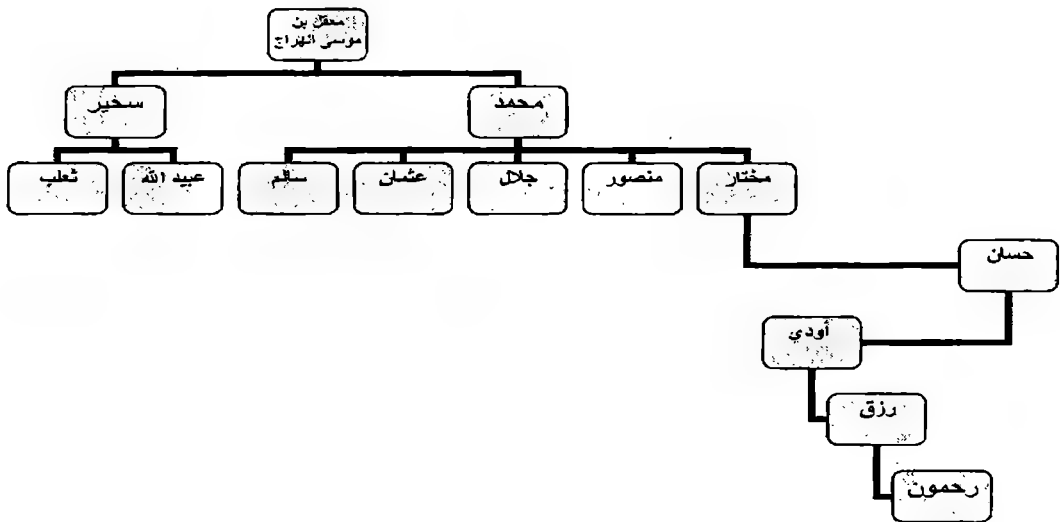 معقل بن
موسى الهراج
محمد
سخير
مختار
منصور
جلال
عثمان
سالم
عبيد الله
ثعلب
حسان
أودي
رزق
رحمون